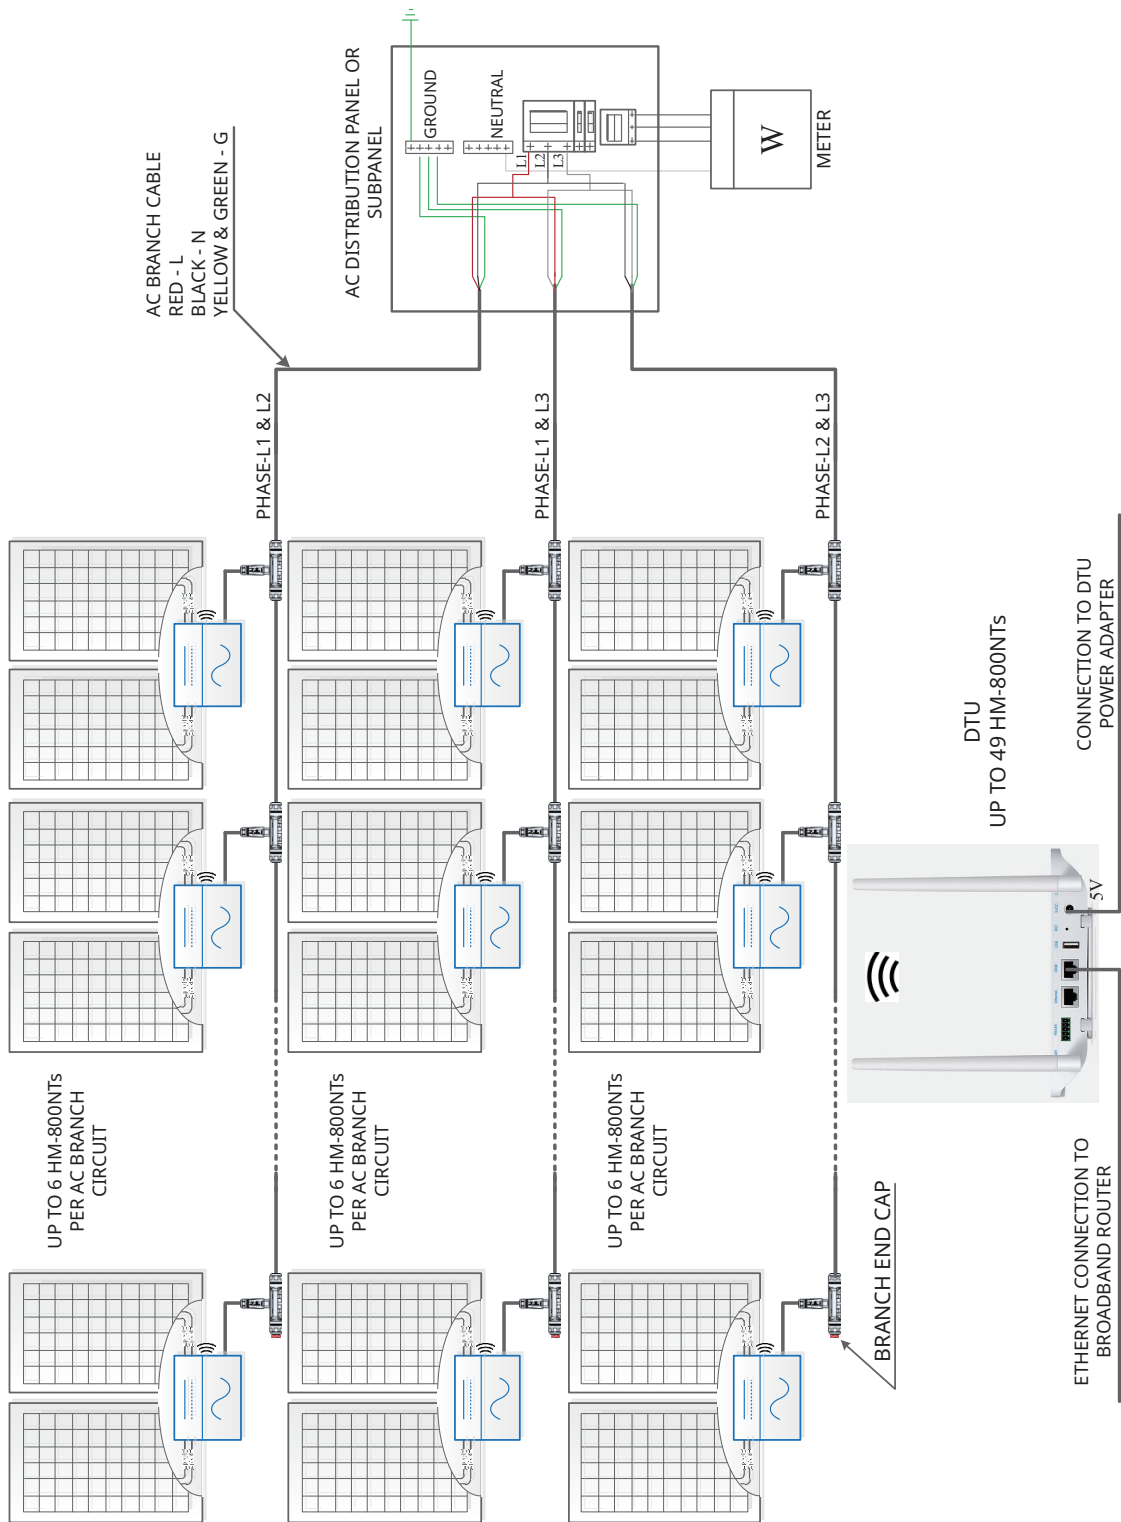 AC BRANCH CABLE
RED - L
BLACK - N
YELLOW & GREEN - G
AC DISTRIBUTION PANEL OR
SUBPANEL
GROUND
NEUTRAL
L1
L2
L3
W
METER
PHASE-L1 & L2
PHASE-L1 & L3
PHASE-L2 & L3
UP TO 6 HM-800NTs
PER AC BRANCH
CIRCUIT
UP TO 6 HM-800NTs
PER AC BRANCH
CIRCUIT
UP TO 6 HM-800NTs
PER AC BRANCH
CIRCUIT
BRANCH END CAP
DTU
UP TO 49 HM-800NTs
5V
CONNECTION TO DTU
POWER ADAPTER
ETHERNET CONNECTION TO
BROADBAND ROUTER